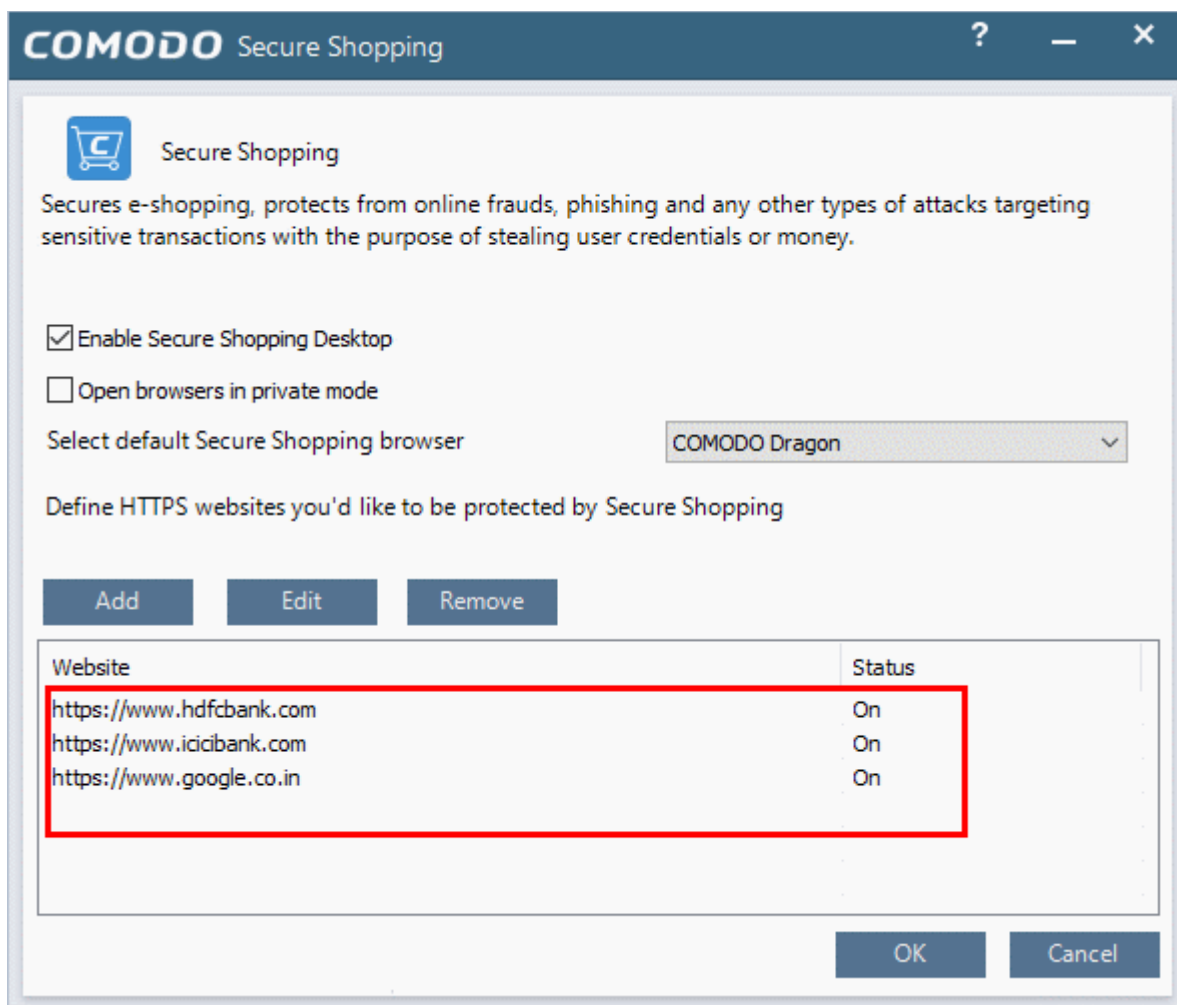 COMODO Secure Shopping ?
Secure Shopping
Secures e-shopping, protects from online frauds, phishing and any other types of attacks targeting
sensitive transactions with the purpose of stealing user credentials or money.
Enable Secure Shopping Desktop
Open browsers in private mode
Select default Secure Shopping browser COMODO Dragon
Define HTTPS websites you'd like to be protected by Secure Shopping
Add Edit Remove
Website Status
https://www.hdfcbank.com On
https://www.icicibank.com On
https://www.google.co.in On
OK Cancel